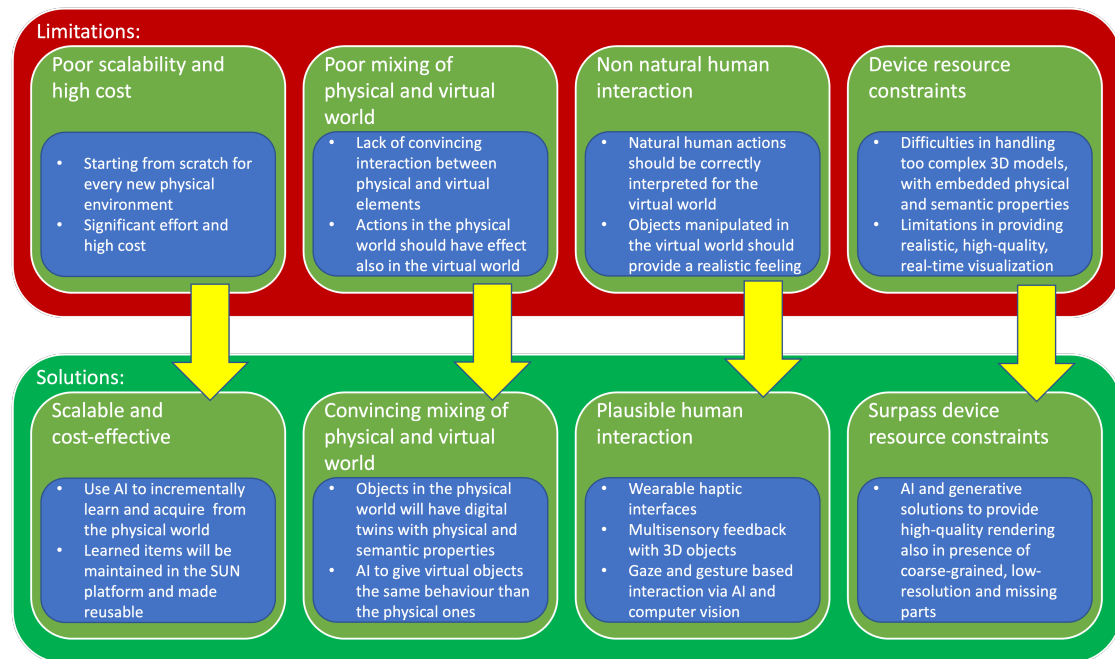 Limitations:
Poor scalability and
high cost
• Starting from scratch for
every new physical
environment
• Significant effort and
high cost
Poor mixing of
physical and virtual
world
• Lack of convincing
interaction between
physical and virtual
elements
• Actions in the physical
world should have effect
also in the virtual world
Non natural human
interaction
• Natural human actions
should be correctly
interpreted for the
virtual world
• Objects manipulated in
the virtual world should
provide a realistic feeling
Device resource
constraints
• Difficulties in handling
too complex 3D models,
with embedded physical
and semantic properties
• Limitations in providing
realistic, high-quality,
real-time visualization
Solutions:
Scalable and
cost-effective
• Use AI to incrementally
learn and acquire from
the physical world
• Learned items will be
maintained in the SUN
platform and made
reusable
Convincing mixing of
physical and virtual
world
• Objects in the physical
world will have digital
twins with physical and
semantic properties
• AI to give virtual objects
the same behaviour than
the physical ones
Plausible human
interaction
• Wearable haptic
interfaces
• Multisensory feedback
with 3D objects
• Gaze and gesture based
interaction via AI and
computer vision
Surpass device
resource constraints
• AI and generative
solutions to provide
high-quality rendering
also in presence of
coarse-grained, low-
resolution and missing
parts